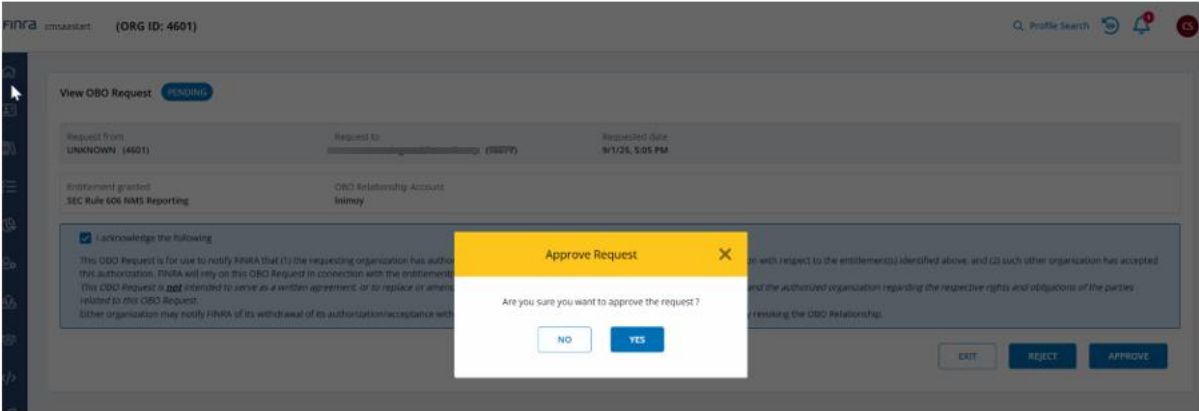 Finra crmsaastart (ORG ID: 4601) Profile Search CS
View OBO Request PENDING
Request from Request to Requested date
UNKNOWN (4601) 9/1/25, 5:05 PM
Entitlement granted OBO Relationship Account
SEC Rule 606 NMS Reporting
I acknowledge the following
This OBO Request is for use to notify FINRA that (1) the requesting organization has author on with respect to the entitlement(s) identified above, and (2) such other organization has accepted
this authorization. FINRA will rely on this OBO Request in connection with the entitlement(s
This OBO Request is not intended to serve as a written agreement, or to replace or amen and the authorized organization regarding the respective rights and obligations of the parties
related to this OBO Request.
Either organization may notify FINRA of its withdrawal of its authorization/acceptance with y revoking the OBO Relationship.
Approve Request
Are you sure you want to approve the request ?
NO YES
EXIT REJECT APPROVE